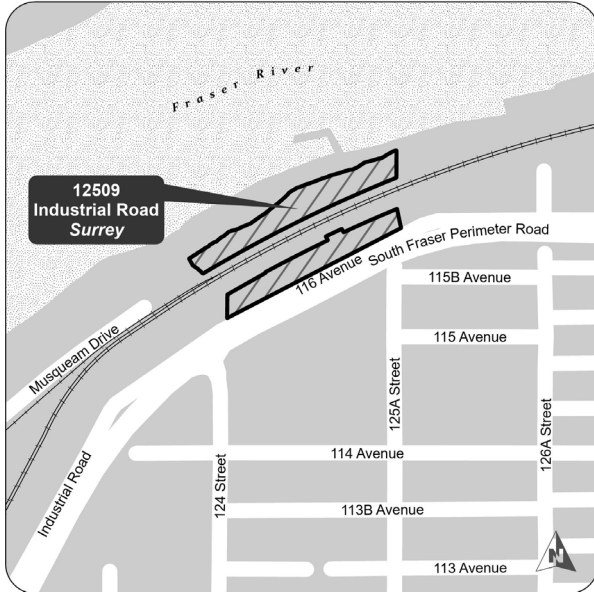 Fraser River
12509
Industrial Road
Surrey
116 Avenue
South Fraser Perimeter Road
115B Avenue
Musqueam Drive
115 Avenue
125A Street
126A Street
114 Avenue
Industrial Road
124 Street
113B Avenue
113 Avenue
N